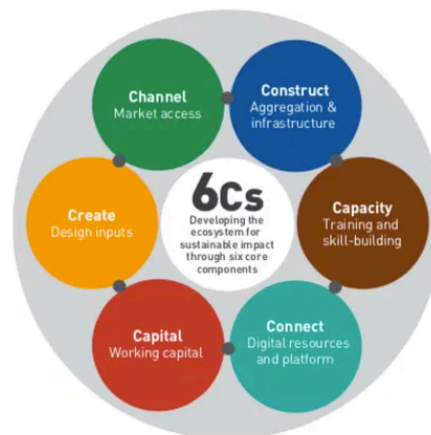 Channel
Market access
Construct
Aggregation &
infrastructure
Create
Design inputs
6Cs
Developing the
ecosystem for
sustainable impact
through six core
components
Capacity
Training and
skill-building
Capital
Working capital
Connect
Digital resources
and platform